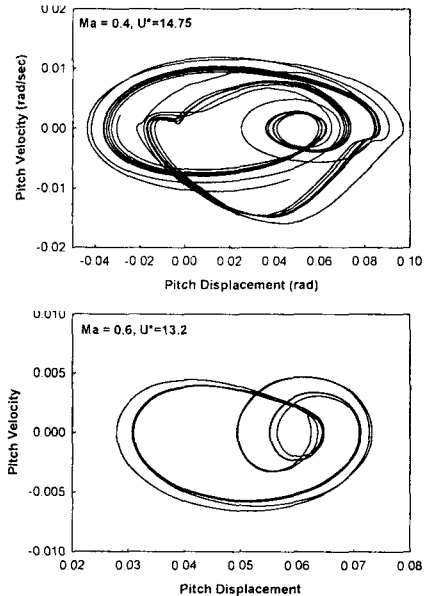 0.02
Ma = 0.4, U*=14.75
0.01
0.00
-0.01
-0.02
Pitch Velocity (rad/sec)
-0.04 -0.02 0.00 0.02 0.04 0.06 0.08 0.10
Pitch Displacement (rad)
0.010
Ma = 0.6, U*=13.2
0.005
0.000
-0.005
-0.010
Pitch Velocity
0.02 0.03 0.04 0.05 0.06 0.07 0.08
Pitch Displacement